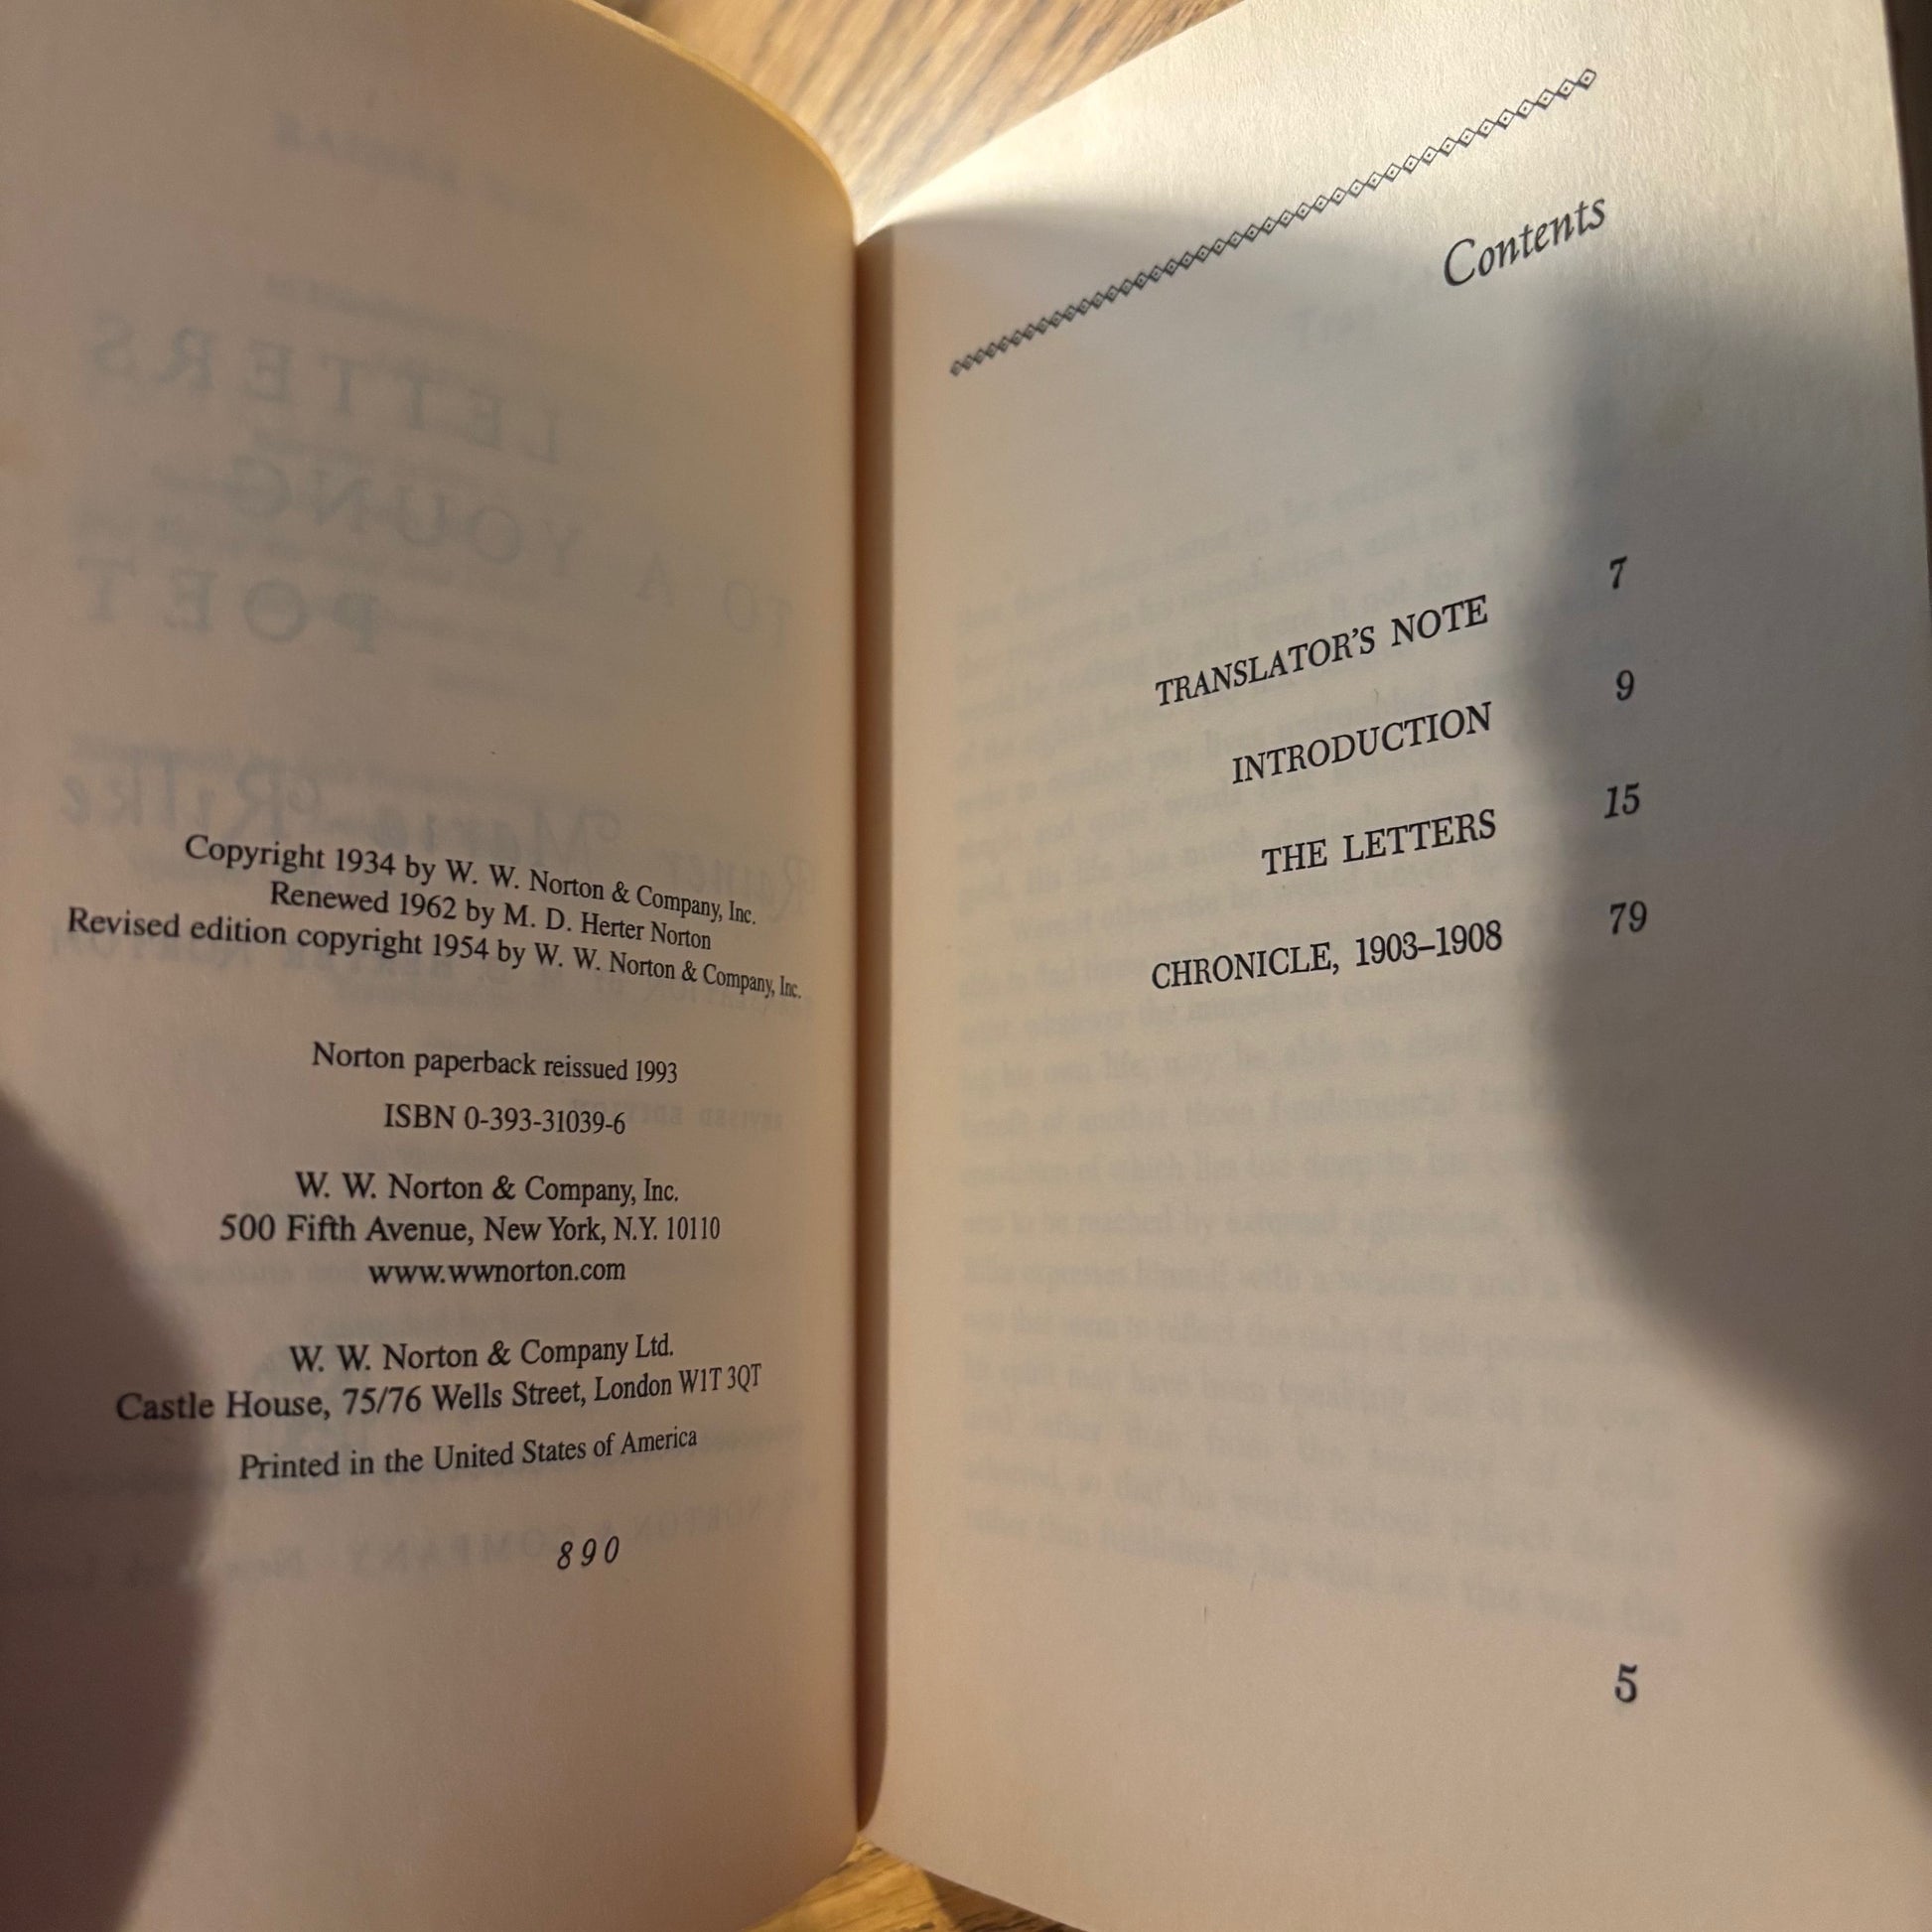 Copyright 1934 by W. W. Norton & Company, Inc.
Renewed 1962 by M. D. Herter Norton
Revised edition copyright 1954 by W. W. Norton & Company, Inc.
Norton paperback reissued 1993
ISBN 0-393-31039-6
W. W. Norton & Company, Inc.
500 Fifth Avenue, New York, N.Y. 10110
www.wwnorton.com
W. W. Norton & Company Ltd.
Castle House, 75/76 Wells Street, London W1T 3QT
Printed in the United States of America
8 9 0
Contents
TRANSLATOR'S NOTE 7
INTRODUCTION 9
THE LETTERS 15
CHRONICLE, 1903–1908 79
5